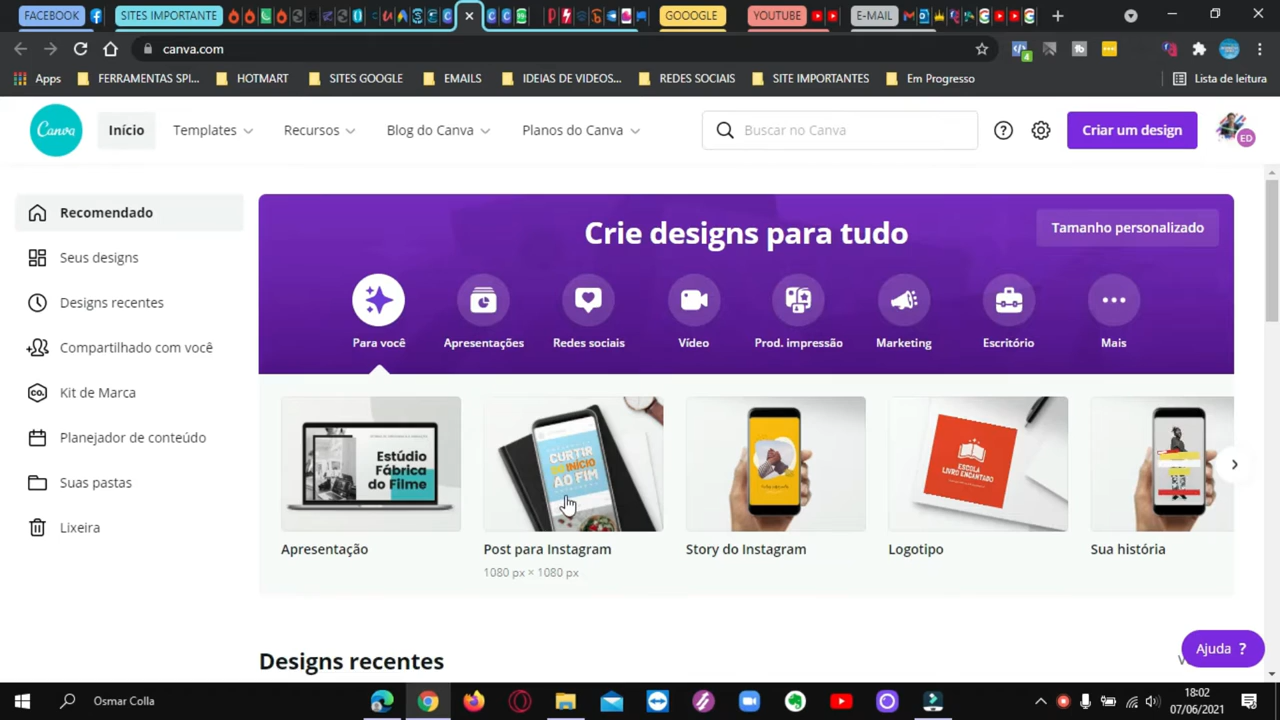 FACEBOOK
SITES IMPORTANTE
GOOOGLE
YOUTUBE
E-MAIL
canva.com
4
Apps
FERRAMENTAS SPI...
HOTMART
SITES GOOGLE
EMAILS
IDEIAS DE VIDEOS...
REDES SOCIAIS
SITE IMPORTANTES
Em Progresso
Lista de leitura
Canva
Início
Templates
Recursos
Blog do Canva
Planos do Canva
Buscar no Canva
Criar um design
ED
Recomendado
Seus designs
Designs recentes
Compartilhado com você
Kit de Marca
Planejador de conteúdo
Suas pastas
Lixeira
Crie designs para tudo
Tamanho personalizado
Para você
Apresentações
Redes sociais
Vídeo
Prod. impressão
Marketing
Escritório
Mais
Estúdio
Fábrica
do Filme
CURTIR
DO INÍCIO
AO FIM
ESCOLA
LIVRO ENCANTADO
Apresentação
Post para Instagram
1080 px × 1080 px
Story do Instagram
Logotipo
Sua história
Designs recentes
Ajuda ?
Osmar Colla
18:02
07/06/2021